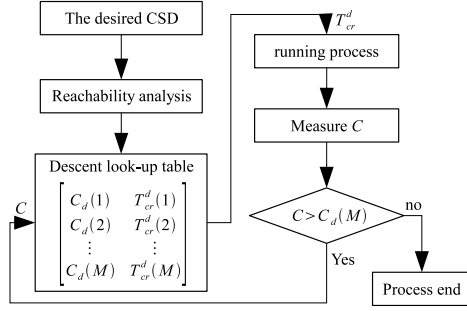 The desired CSD
Reachability analysis
Descent look-up table
C_d(1) T_cr^d(1)
C_d(2) T_cr^d(2)
⋮ ⋮
C_d(M) T_cr^d(M)
C
T_cr^d
running process
Measure C
C > C_d(M)
no
Yes
Process end